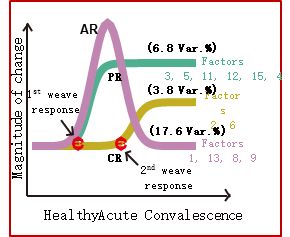 AR
(6.8 Var.%)
Factors
PR
3, 5, 11, 12, 15, 4
1st weave
response
(3.8 Var.%)
Factor
s
2, 6
(17.6 Var.%)
Factors
CR
1, 13, 8, 9
2nd weave
response
Magnitude of change
HealthyAcute Convalescence